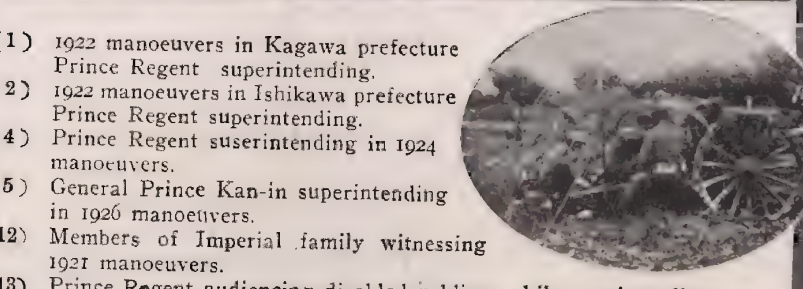 1) 1922 manoeuvers in Kagawa prefecture
Prince Regent superintending.
2) 1922 manoeuvers in Ishikawa prefecture
Prince Regent superintending.
4) Prince Regent suserintending in 1924
manoeuvers.
5) General Prince Kan-in superintending
in 1926 manoeuvers.
12) Members of Imperial family witnessing
1921 manoeuvers.
13) Prince Regent